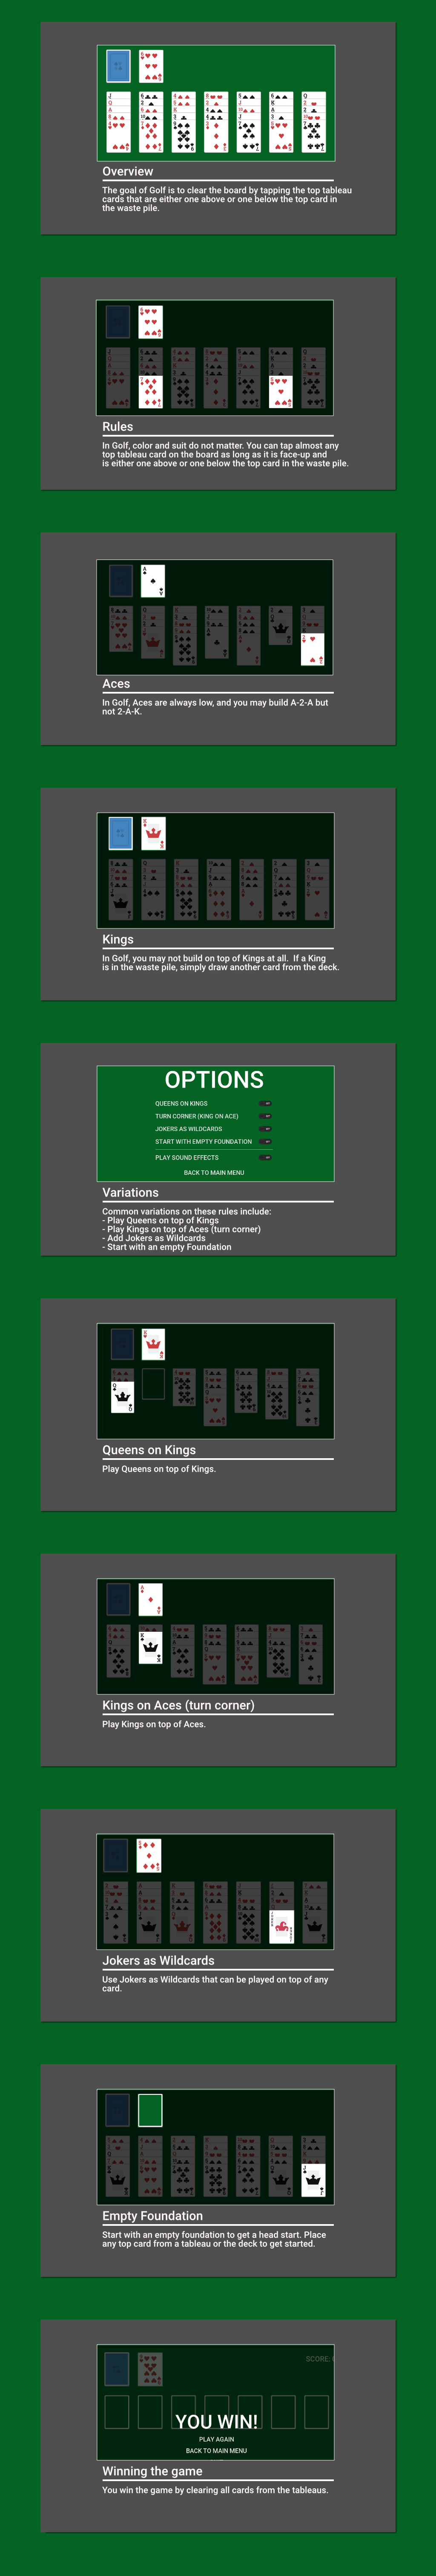 Overview
The goal of Golf is to clear the board by tapping the top tableau
cards that are either one above or one below the top card in
the waste pile.
Rules
In Golf, color and suit do not matter. You can tap almost any
top tableau card on the board as long as it is face-up and
is either one above or one below the top card in the waste pile.
Aces
In Golf, Aces are always low, and you may build A-2-A but
not 2-A-K.
Kings
In Golf, you may not build on top of Kings at all.  If a King
is in the waste pile, simply draw another card from the deck.
OPTIONS
QUEENS ON KINGS
TURN CORNER (KING ON ACE)
JOKERS AS WILDCARDS
START WITH EMPTY FOUNDATION
PLAY SOUND EFFECTS
BACK TO MAIN MENU
Variations
Common variations on these rules include:
- Play Queens on top of Kings
- Play Kings on top of Aces (turn corner)
- Add Jokers as Wildcards
- Start with an empty Foundation
Queens on Kings
Play Queens on top of Kings.
Kings on Aces (turn corner)
Play Kings on top of Aces.
Jokers as Wildcards
Use Jokers as Wildcards that can be played on top of any
card.
Empty Foundation
Start with an empty foundation to get a head start. Place
any top card from a tableau or the deck to get started.
SCORE:
YOU WIN!
PLAY AGAIN
BACK TO MAIN MENU
Winning the game
You win the game by clearing all cards from the tableaus.